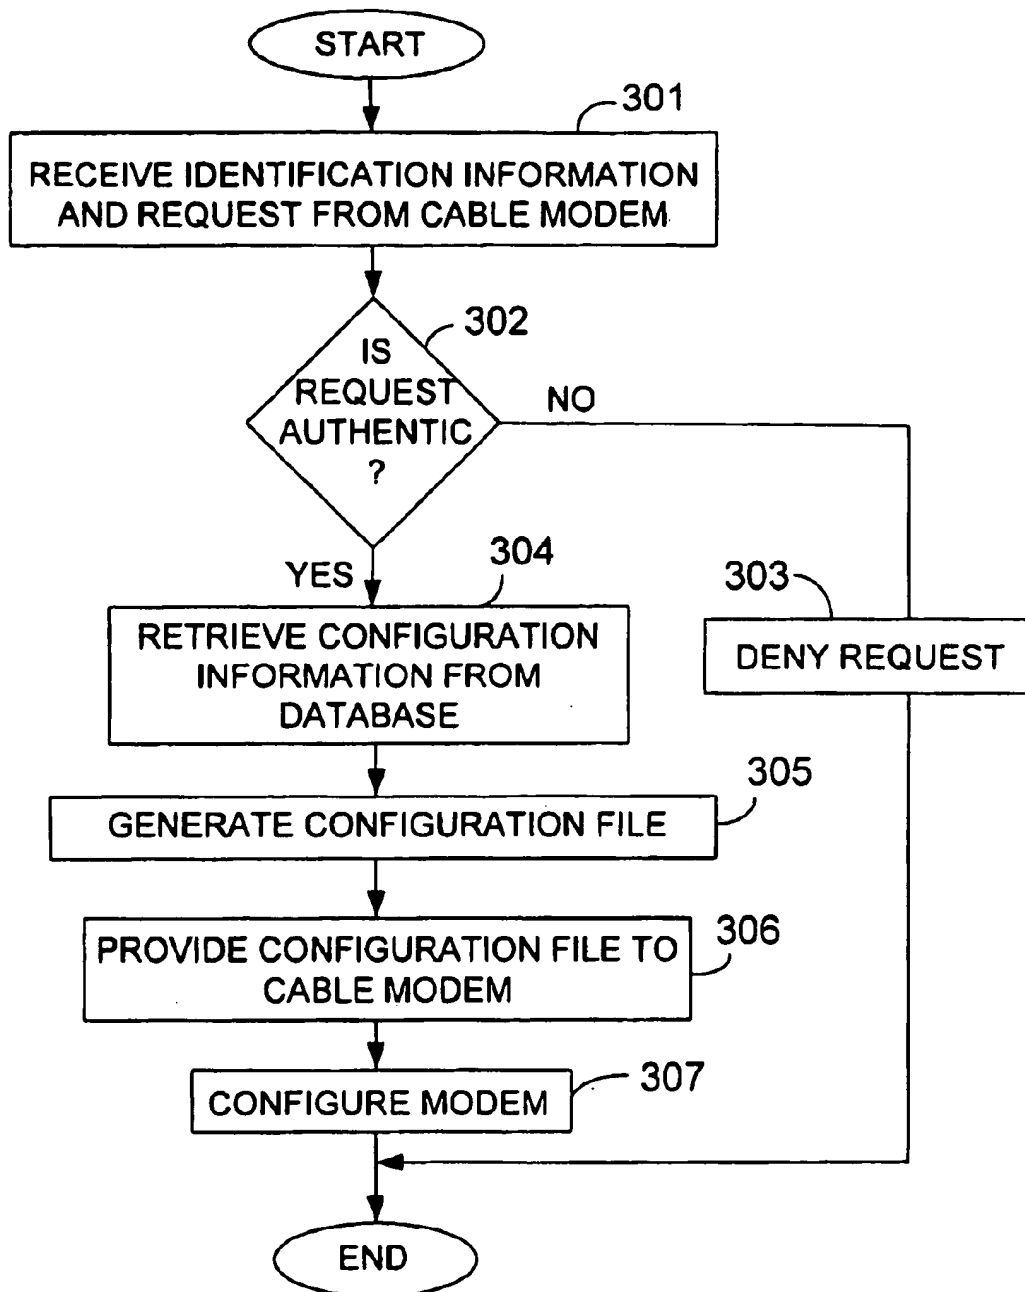 START
301
RECEIVE IDENTIFICATION INFORMATION
AND REQUEST FROM CABLE MODEM
302
IS
REQUEST
AUTHENTIC
?
NO
YES
304
RETRIEVE CONFIGURATION
INFORMATION FROM
DATABASE
303
DENY REQUEST
305
GENERATE CONFIGURATION FILE
306
PROVIDE CONFIGURATION FILE TO
CABLE MODEM
307
CONFIGURE MODEM
END